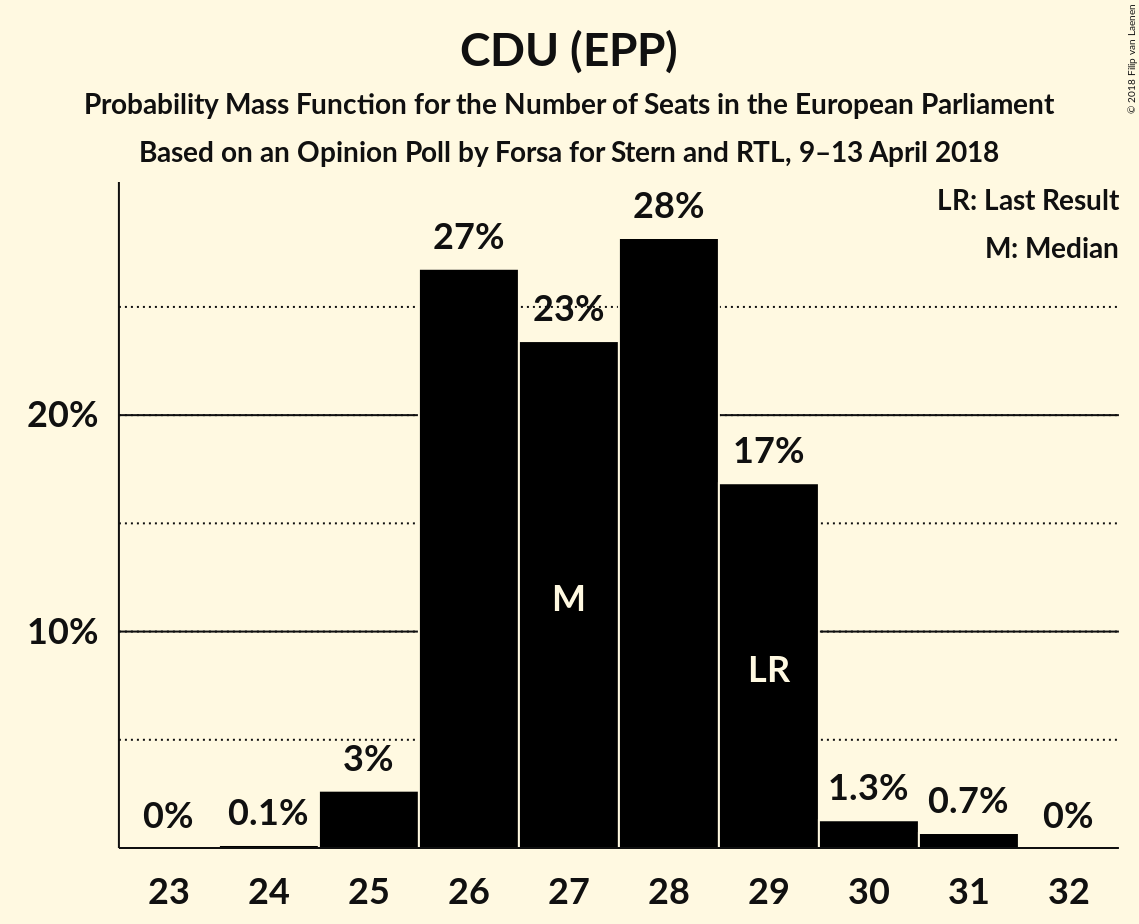 CDU (EPP)
Probability Mass Function for the Number of Seats in the European Parliament
Based on an Opinion Poll by Forsa for Stern and RTL, 9–13 April 2018
© 2018 Filip van Laenen
LR: Last Result
M: Median
28%
27%
23%
20%
17%
M
10%
LR
3%
1.3%
0.7%
0%
0.1%
0%
23 24 25 26 27 28 29 30 31 32